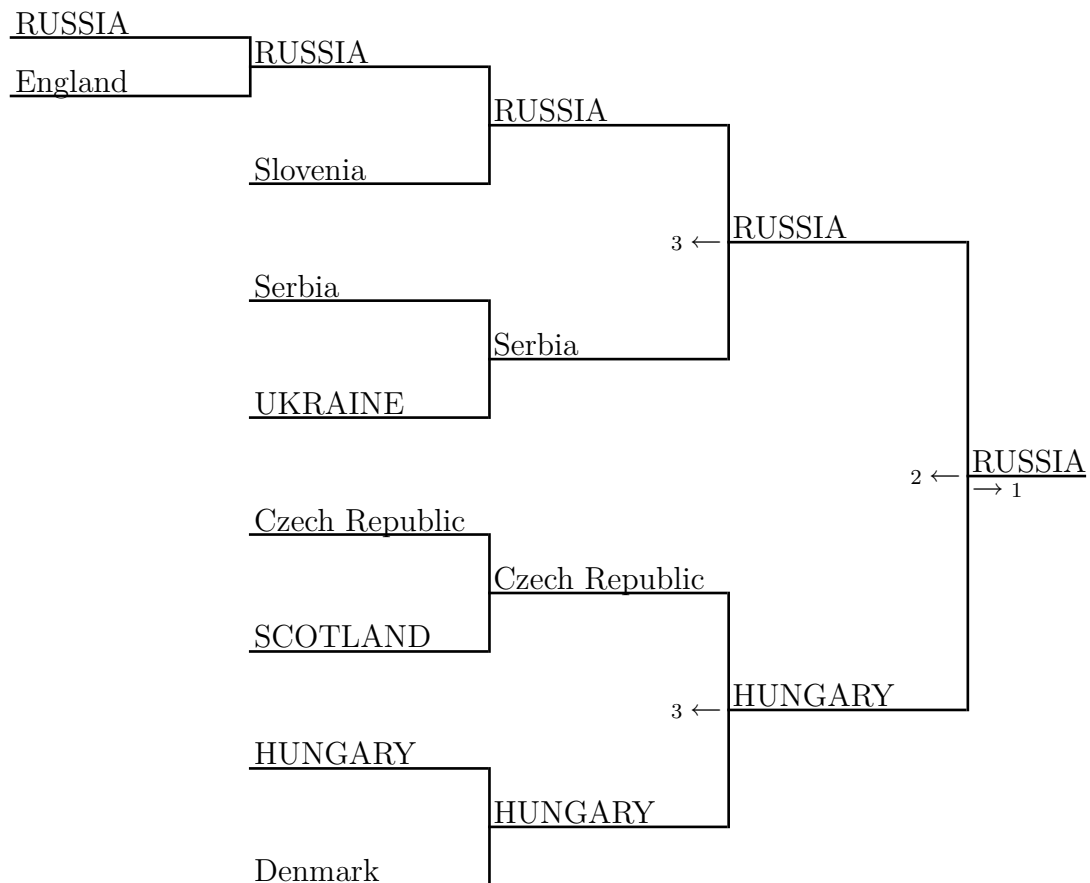 RUSSIA
England
RUSSIA
Slovenia
RUSSIA
Serbia
UKRAINE
Serbia
3 ←
RUSSIA
Czech Republic
SCOTLAND
Czech Republic
HUNGARY
Denmark
HUNGARY
3 ←
HUNGARY
2 ←
RUSSIA
→ 1